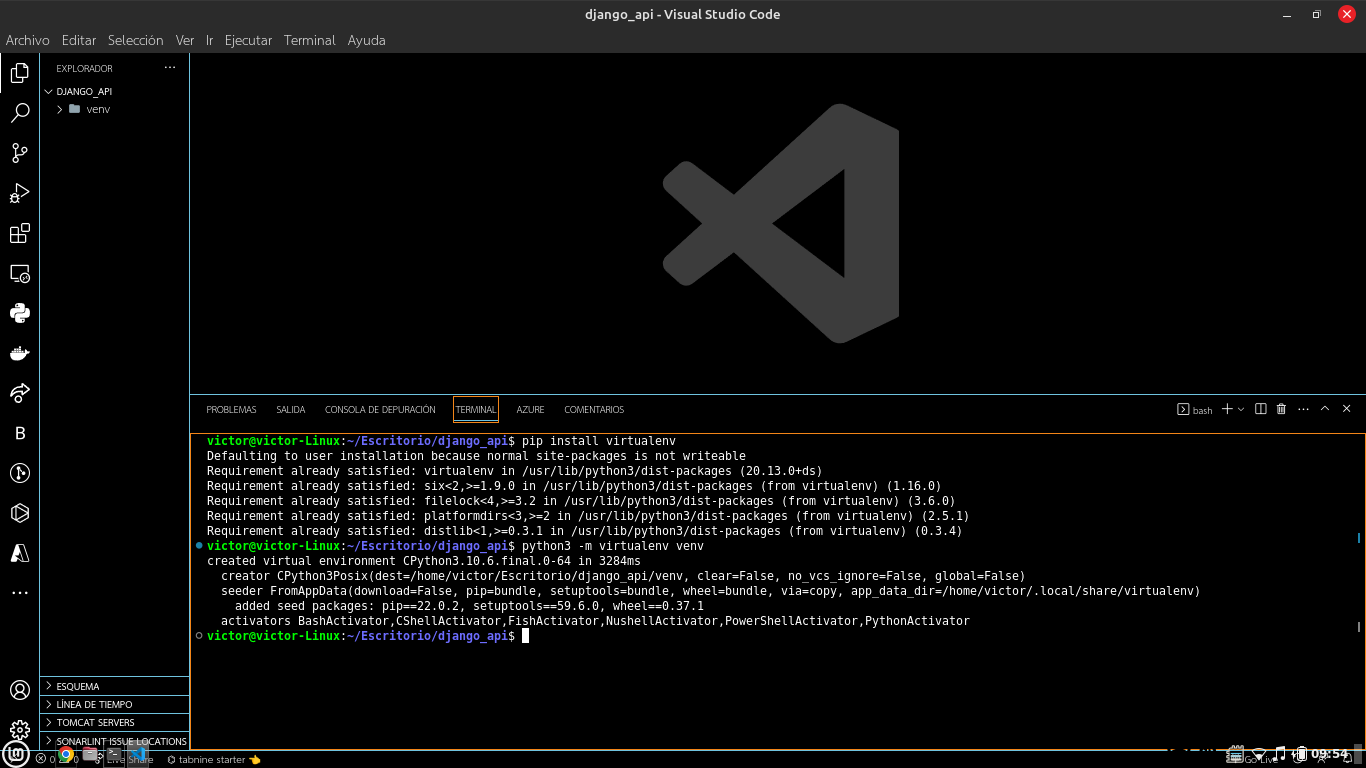 django_api - Visual Studio Code
Archivo Editar Selección Ver Ir Ejecutar Terminal Ayuda
EXPLORADOR
DJANGO_API
venv
PROBLEMAS SALIDA CONSOLA DE DEPURACIÓN TERMINAL AZURE COMENTARIOS
bash
victor@victor-Linux:~/Escritorio/django_api$ pip install virtualenv
Defaulting to user installation because normal site-packages is not writeable
Requirement already satisfied: virtualenv in /usr/lib/python3/dist-packages (20.13.0+ds)
Requirement already satisfied: six<2,>=1.9.0 in /usr/lib/python3/dist-packages (from virtualenv) (1.16.0)
Requirement already satisfied: filelock<4,>=3.2 in /usr/lib/python3/dist-packages (from virtualenv) (3.6.0)
Requirement already satisfied: platformdirs<3,>=2 in /usr/lib/python3/dist-packages (from virtualenv) (2.5.1)
Requirement already satisfied: distlib<1,>=0.3.1 in /usr/lib/python3/dist-packages (from virtualenv) (0.3.4)
victor@victor-Linux:~/Escritorio/django_api$ python3 -m virtualenv venv
created virtual environment CPython3.10.6.final.0-64 in 3284ms
creator CPython3Posix(dest=/home/victor/Escritorio/django_api/venv, clear=False, no_vcs_ignore=False, global=False)
seeder FromAppData(download=False, pip=bundle, setuptools=bundle, wheel=bundle, via=copy, app_data_dir=/home/victor/.local/share/virtualenv)
added seed packages: pip==22.0.2, setuptools==59.6.0, wheel==0.37.1
activators BashActivator,CShellActivator,FishActivator,NushellActivator,PowerShellActivator,PythonActivator
victor@victor-Linux:~/Escritorio/django_api$
ESQUEMA
LÍNEA DE TIEMPO
TOMCAT SERVERS
SONARLINT ISSUE LOCATIONS
Live Share tabnine starter Go Live 09:54